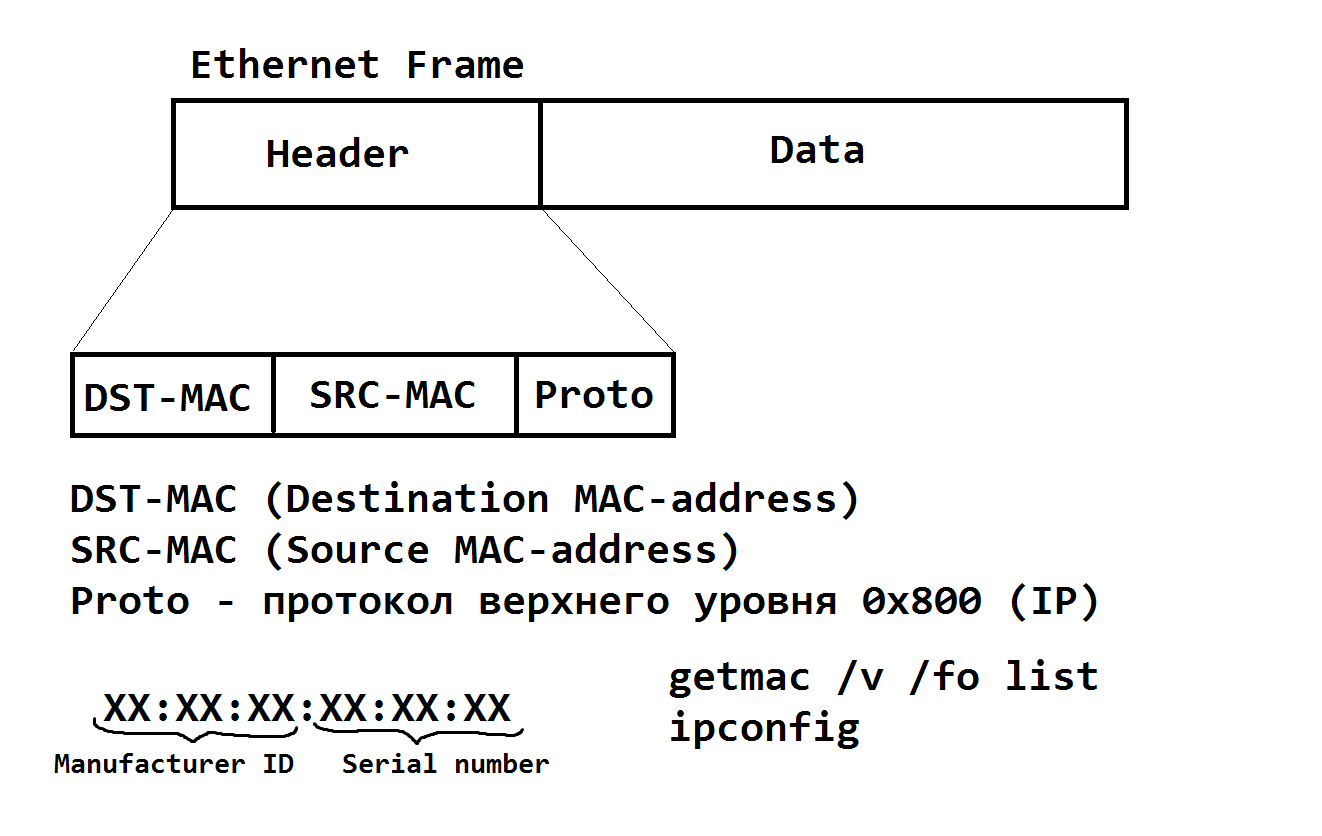 Ethernet Frame
Header
Data
DST-MAC
SRC-MAC
Proto
DST-MAC (Destination MAC-address)
SRC-MAC (Source MAC-address)
Proto - протокол верхнего уровня 0x800 (IP)
XX:XX:XX:XX:XX:XX
Manufacturer ID
Serial number
getmac /v /fo list
ipconfig